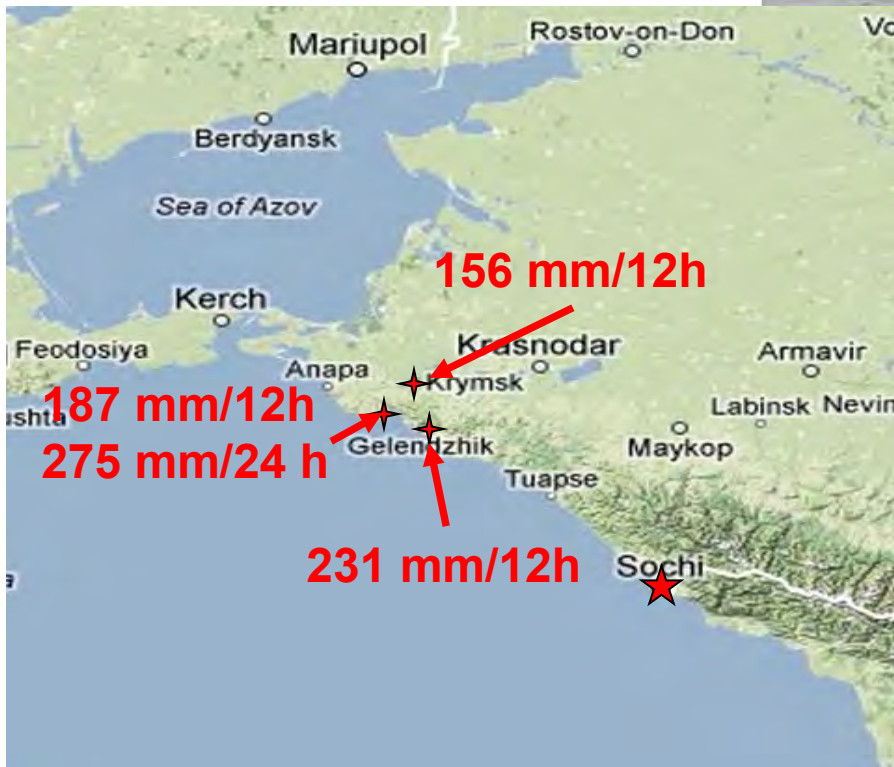 Mariupol
Rostov-on-Don
Berdyansk
Sea of Azov
156 mm/12h
Kerch
Feodosiya
Krasnodar
Armavir
Anapa
Krymsk
187 mm/12h
Labinsk
275 mm/24 h
Gelendzhik
Maykop
Tuapse
231 mm/12h
Sochi